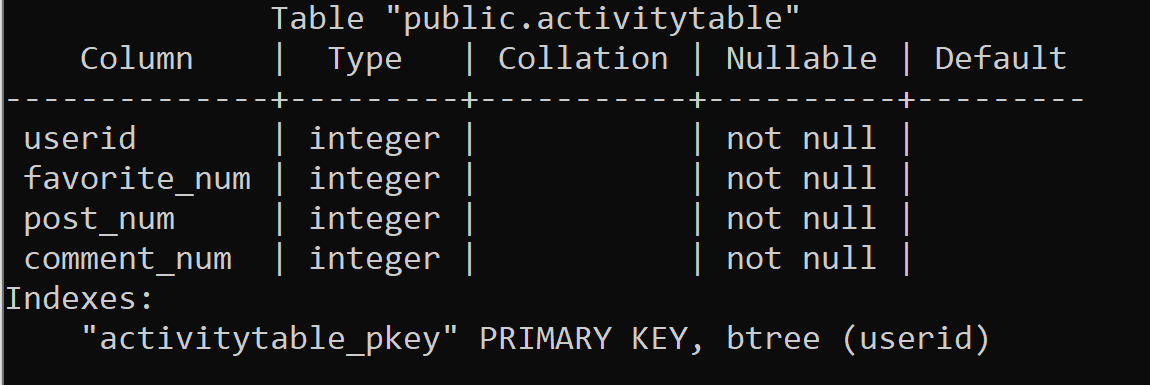 Table "public.activitytable"
Column | Type | Collation | Nullable | Default
--------------+---------+-----------+----------+---------
userid | integer | | not null |
favorite_num | integer | | not null |
post_num | integer | | not null |
comment_num | integer | | not null |
Indexes:
"activitytable_pkey" PRIMARY KEY, btree (userid)